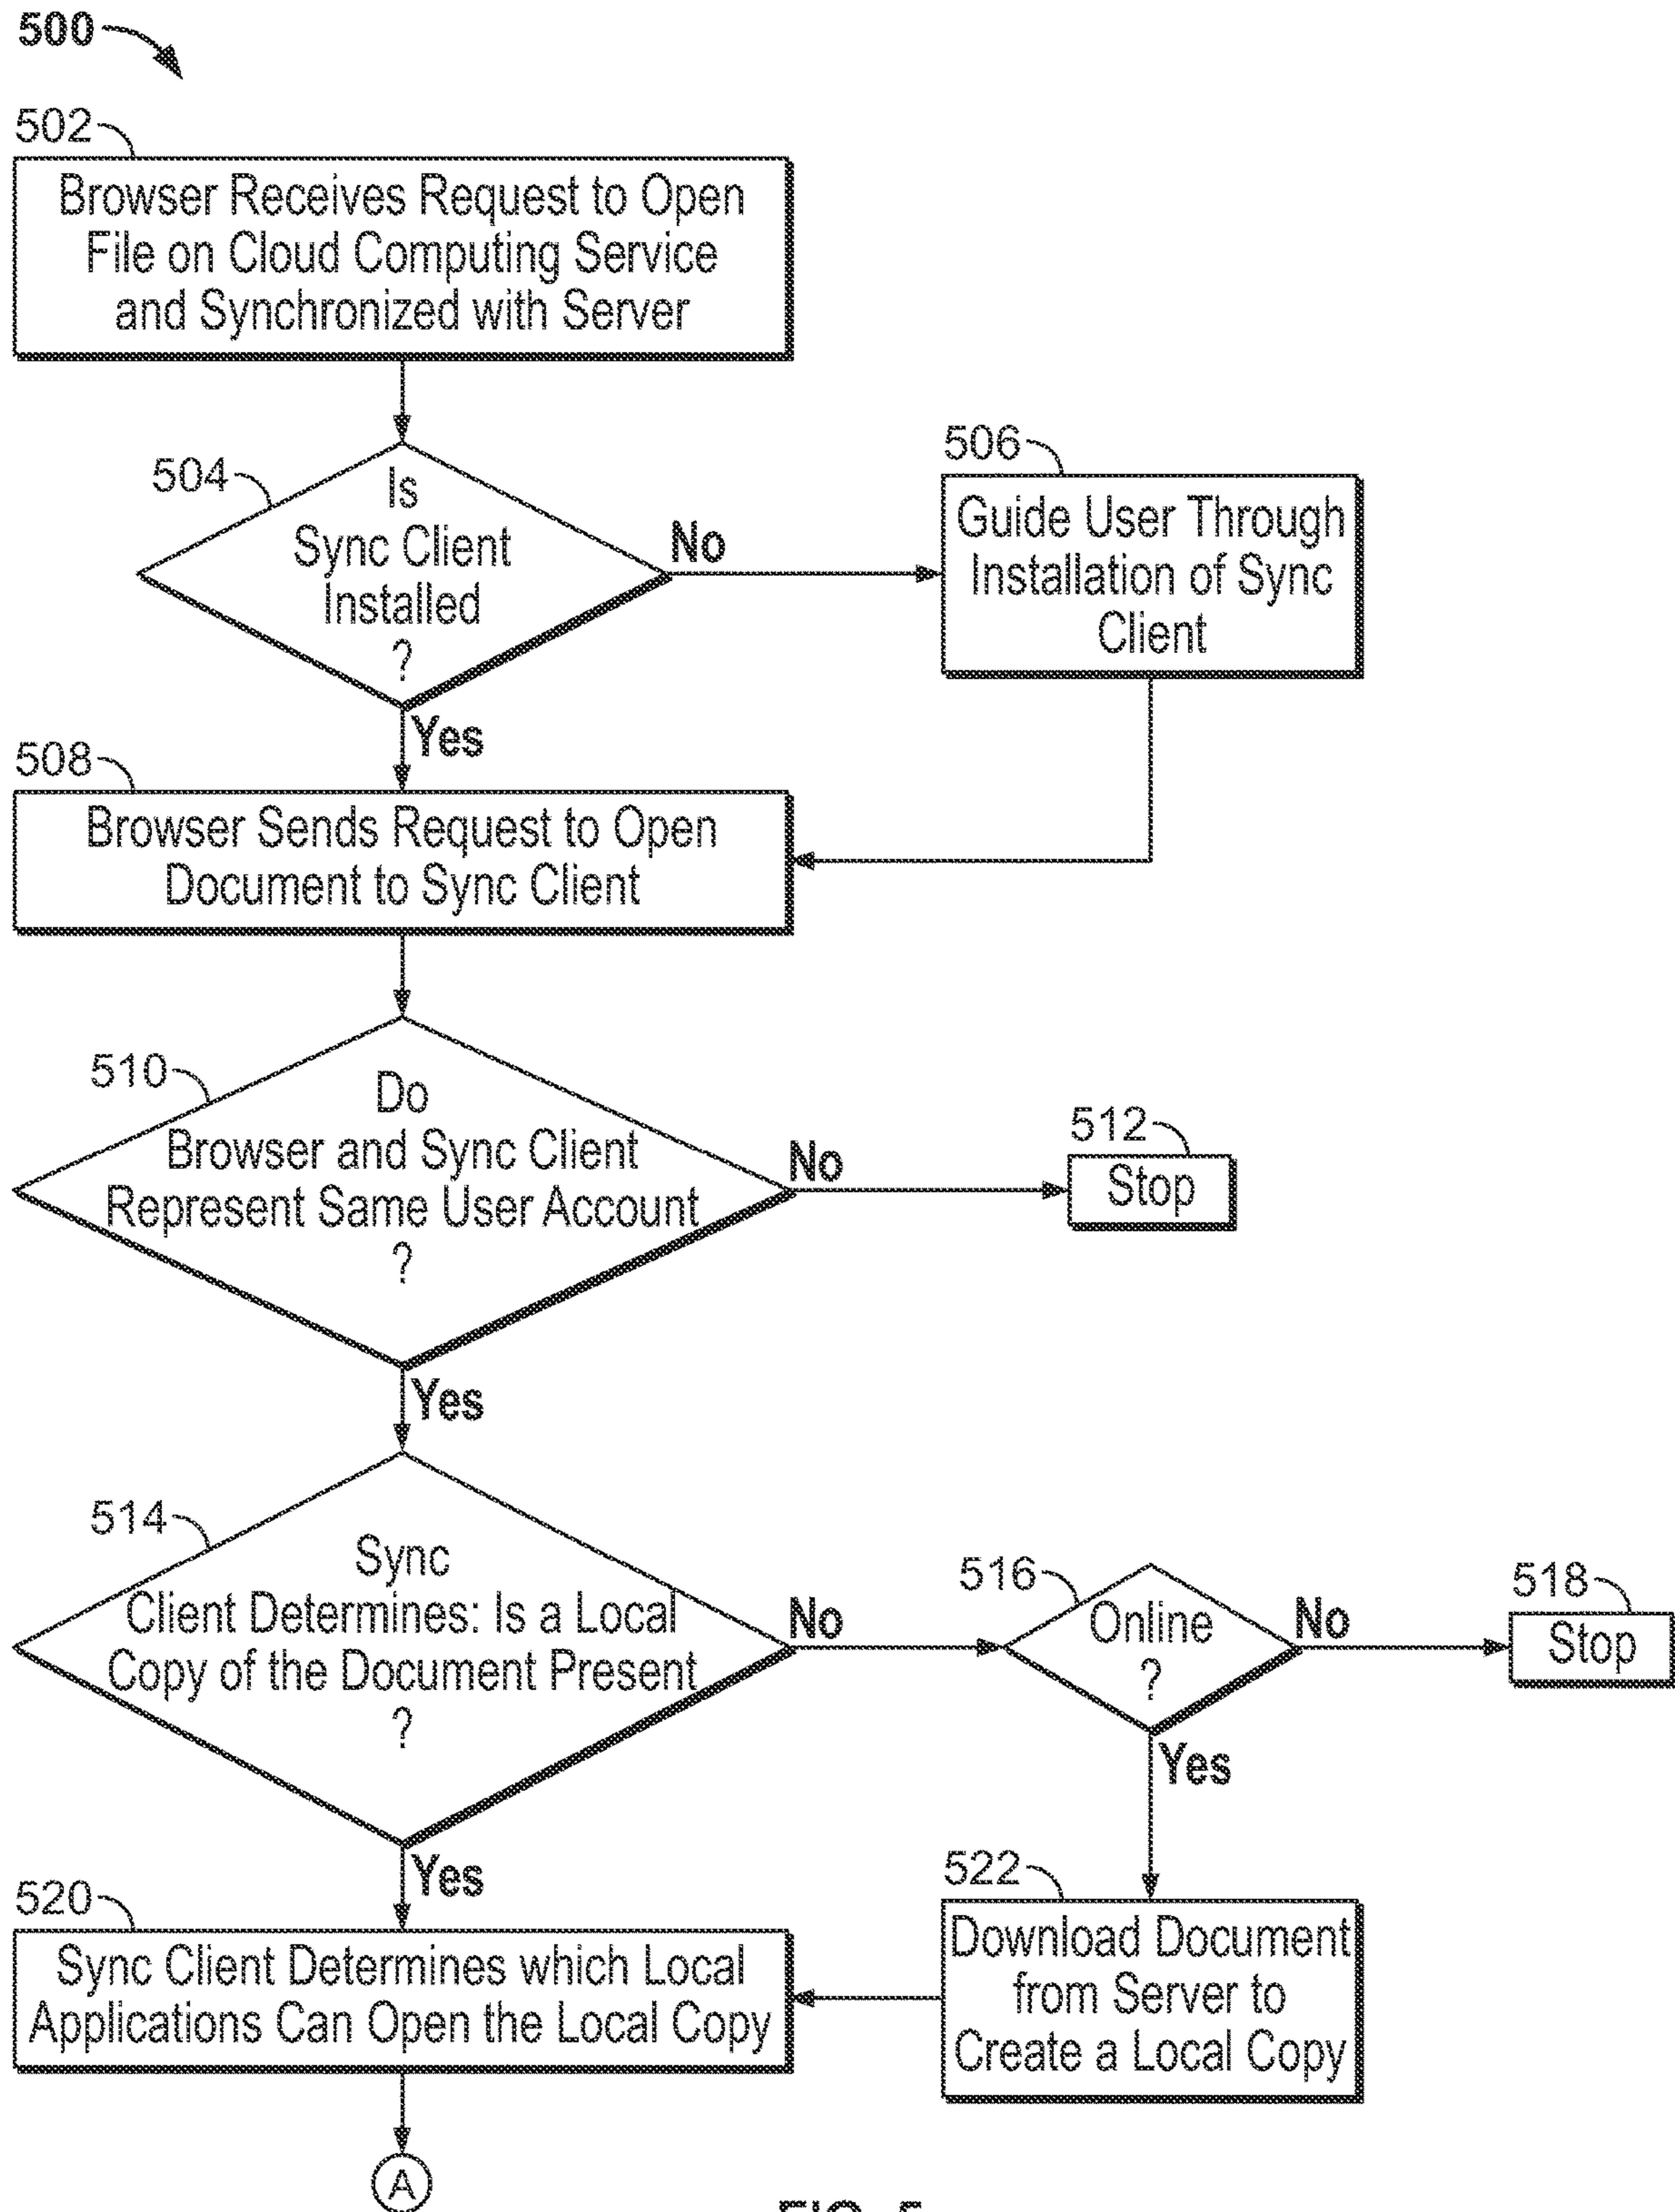 500
502
Browser Receives Request to Open
File on Cloud Computing Service
and Synchronized with Server
504
Is
Sync Client
Installed
?
No
506
Guide User Through
Installation of Sync
Client
Yes
508
Browser Sends Request to Open
Document to Sync Client
510
Do
Browser and Sync Client
Represent Same User Account
?
No
512
Stop
Yes
514
Sync
Client Determines: Is a Local
Copy of the Document Present
?
No
516
Online
?
No
518
Stop
Yes
Yes
520
Sync Client Determines which Local
Applications Can Open the Local Copy
522
Download Document
from Server to
Create a Local Copy
A
FIG. 5